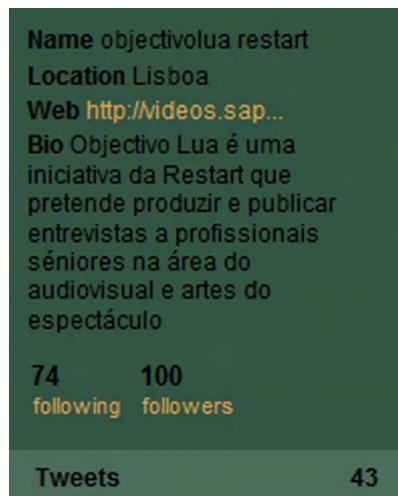 Name objectivolua restart
Location Lisboa
Web http://videos.sap...
Bio Objectivo Lua é uma
iniciativa da Restart que
pretende produzir e publicar
entrevistas a profissionais
séniores na área do
audiovisual e artes do
espectáculo
74 100
following followers
Tweets 43